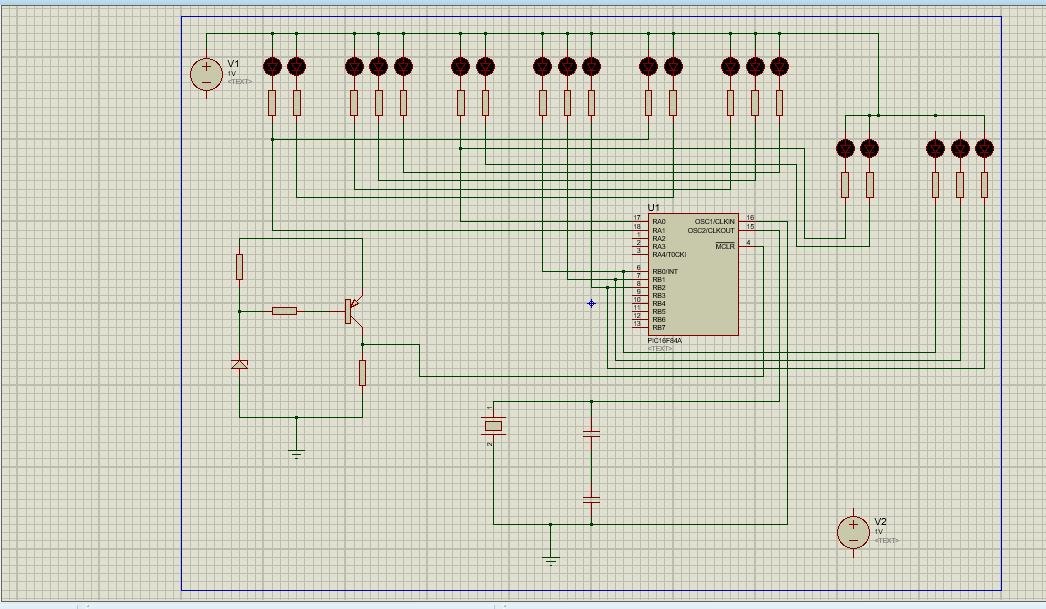 V1
1V
<TEXT>
U1
17 RA0 OSC1/CLKIN 16
18 RA1 OSC2/CLKOUT 15
1 RA2
2 RA3 MCLR 4
3 RA4/T0CKI
6 RB0/INT
7 RB1
8 RB2
9 RB3
10 RB4
11 RB5
12 RB6
13 RB7
PIC16F84A
<TEXT>
1
2
V2
1V
<TEXT>